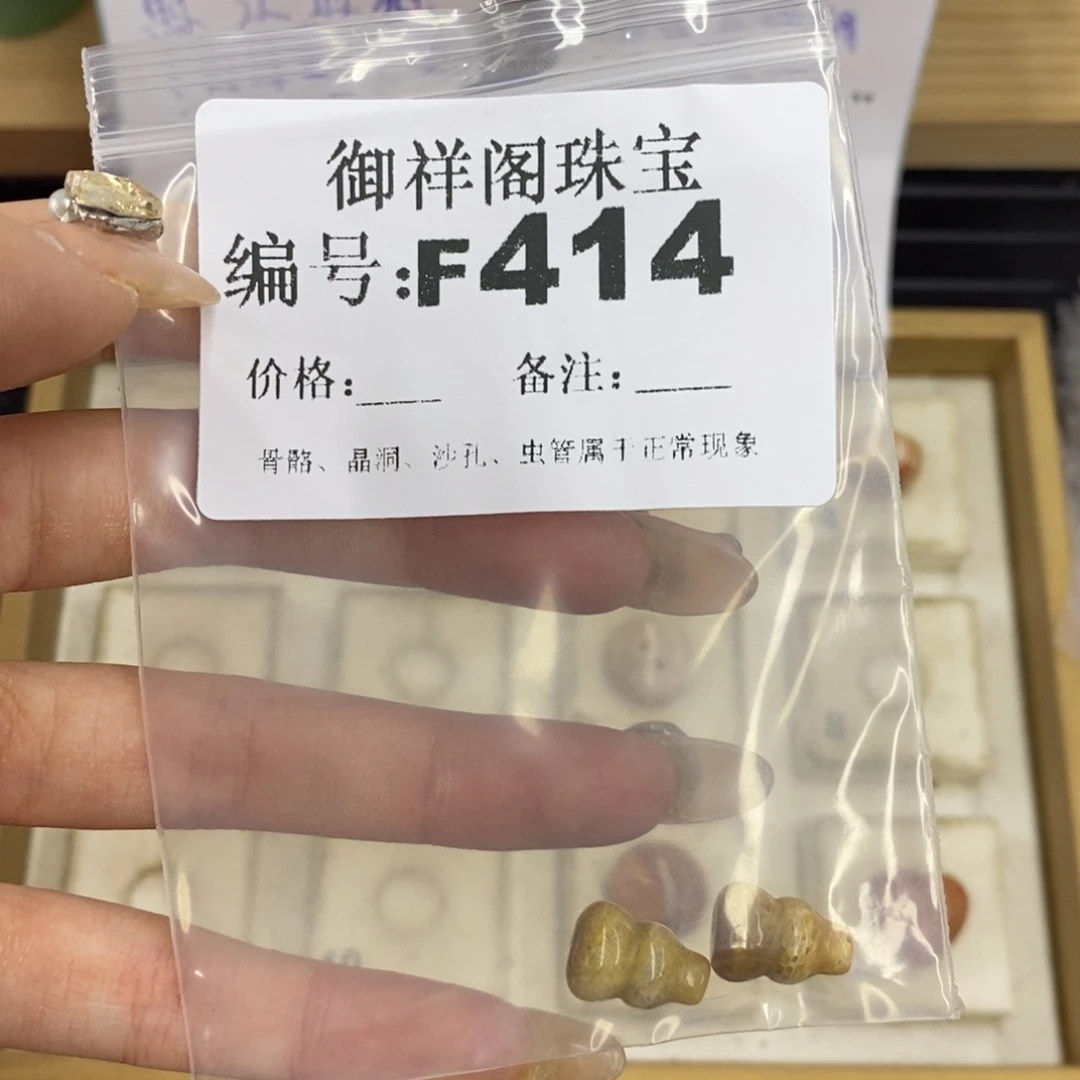 御祥阁珠宝
编号:F414
价格:____ 备注:____
骨骼、晶洞、沙孔、虫管属于正常现象